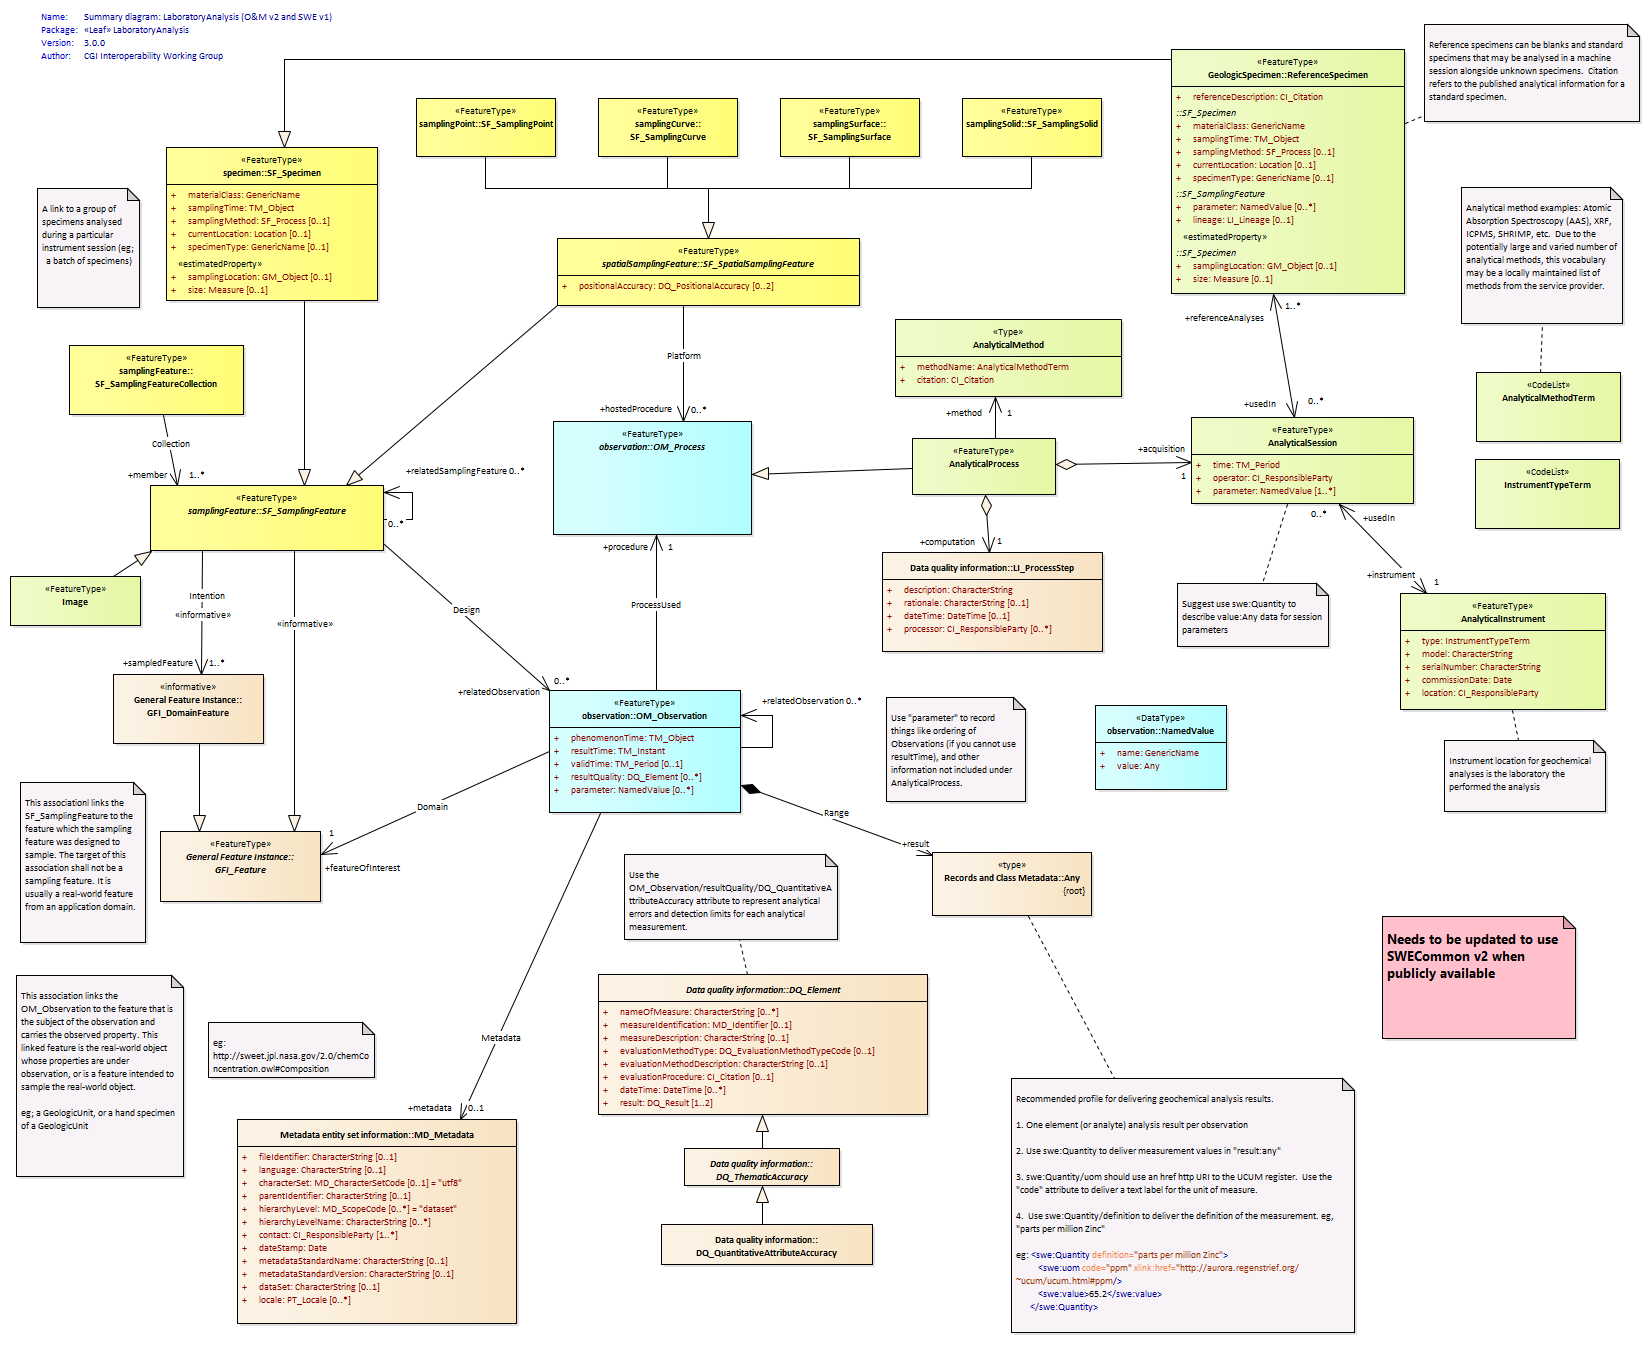 Name: Summary diagram: LaboratoryAnalysis (O&M v2 and SWE v1)
Package: «Leaf» LaboratoryAnalysis
Version: 3.0.0
Author: CGI Interoperability Working Group
«FeatureType»
GeologicSpecimen::ReferenceSpecimen
+ referenceDescription: CI_Citation
::SF_Specimen
+ materialClass: GenericName
+ samplingTime: TM_Object
+ samplingMethod: SF_Process [0..1]
+ currentLocation: Location [0..1]
+ specimenType: GenericName [0..1]
::SF_SamplingFeature
+ parameter: NamedValue [0..*]
+ lineage: LI_Lineage [0..1]
«estimatedProperty»
::SF_Specimen
+ samplingLocation: GM_Object [0..1]
+ size: Measure [0..1]
Reference specimens can be blanks and standard
specimens that may be analysed in a machine
session alongside unknown specimens. Citation
refers to the published analytical information for a
standard specimen.
«FeatureType»
samplingPoint::SF_SamplingPoint
«FeatureType»
samplingCurve::
SF_SamplingCurve
«FeatureType»
samplingSurface::
SF_SamplingSurface
«FeatureType»
samplingSolid::SF_SamplingSolid
«FeatureType»
specimen::SF_Specimen
+ materialClass: GenericName
+ samplingTime: TM_Object
+ samplingMethod: SF_Process [0..1]
+ currentLocation: Location [0..1]
+ specimenType: GenericName [0..1]
«estimatedProperty»
+ samplingLocation: GM_Object [0..1]
+ size: Measure [0..1]
A link to a group of
specimens analysed
during a particular
instrument session (eg;
a batch of specimens)
Analytical method examples: Atomic
Absorption Spectroscopy (AAS), XRF,
ICPMS, SHRIMP, etc. Due to the
potentially large and varied number of
analytical methods, this vocabulary
may be a locally maintained list of
methods from the service provider.
«FeatureType»
spatialSamplingFeature::SF_SpatialSamplingFeature
+ positionalAccuracy: DQ_PositionalAccuracy [0..2]
+referenceAnalyses
1..*
+usedIn
0..*
«Type»
AnalyticalMethod
+ methodName: AnalyticalMethodTerm
+ citation: CI_Citation
Platform
+hostedProcedure
0..*
+method
1
«FeatureType»
samplingFeature::
SF_SamplingFeatureCollection
Collection
+member
1..*
«CodeList»
AnalyticalMethodTerm
«CodeList»
InstrumentTypeTerm
«FeatureType»
observation::OM_Process
«FeatureType»
AnalyticalProcess
+acquisition
1
«FeatureType»
AnalyticalSession
+ time: TM_Period
+ operator: CI_ResponsibleParty
+ parameter: NamedValue [1..*]
+relatedSamplingFeature 0..*
0..*
«FeatureType»
samplingFeature::SF_SamplingFeature
0..*
+usedIn
+instrument
1
+procedure
1
+computation
1
Data quality information::LI_ProcessStep
+ description: CharacterString
+ rationale: CharacterString [0..1]
+ dateTime: DateTime [0..1]
+ processor: CI_ResponsibleParty [0..*]
«FeatureType»
Image
Intention
«informative»
«informative»
Design
ProcessUsed
Suggest use swe:Quantity to
describe value:Any data for session
parameters
«FeatureType»
AnalyticalInstrument
+ type: InstrumentTypeTerm
+ model: CharacterString
+ serialNumber: CharacterString
+ commissionDate: Date
+ location: CI_ResponsibleParty
+sampledFeature
1..*
«informative»
General Feature Instance::
GFI_DomainFeature
+relatedObservation
0..*
«FeatureType»
observation::OM_Observation
+ phenomenonTime: TM_Object
+ resultTime: TM_Instant
+ validTime: TM_Period [0..1]
+ resultQuality: DQ_Element [0..*]
+ parameter: NamedValue [0..*]
+relatedObservation 0..*
Use "parameter" to record
things like ordering of
Observations (if you cannot use
resultTime), and other
information not included under
AnalyticalProcess.
«DataType»
observation::NamedValue
+ name: GenericName
+ value: Any
Instrument location for geochemical
analyses is the laboratory the
performed the analysis
This associationl links the
SF_SamplingFeature to the
feature which the sampling
feature was designed to
sample. The target of this
association shall not be a
sampling feature. It is
usually a real-world feature
from an application domain.
Domain
1
+featureOfInterest
«FeatureType»
General Feature Instance::
GFI_Feature
Range
+result
«type»
Records and Class Metadata::Any
{root}
Use the
OM_Observation/resultQuality/DQ_QuantitativeA
ttributeAccuracy attribute to represent analytical
errors and detection limits for each analytical
measurement.
Needs to be updated to use
SWECommon v2 when
publicly available
This association links the
OM_Observation to the feature that is
the subject of the observation and
carries the observed property. This
linked feature is the real-world object
whose properties are under
observation, or is a feature intended to
sample the real-world object.
eg; a GeologicUnit, or a hand specimen
of a GeologicUnit
eg:
http://sweet.jpl.nasa.gov/2.0/chemCo
ncentration.owl#Composition
Metadata
+metadata
0..1
Data quality information::DQ_Element
+ nameOfMeasure: CharacterString [0..*]
+ measureIdentification: MD_Identifier [0..1]
+ measureDescription: CharacterString [0..1]
+ evaluationMethodType: DQ_EvaluationMethodTypeCode [0..1]
+ evaluationMethodDescription: CharacterString [0..1]
+ evaluationProcedure: CI_Citation [0..1]
+ dateTime: DateTime [0..*]
+ result: DQ_Result [1..2]
Data quality information::
DQ_ThematicAccuracy
Data quality information::
DQ_QuantitativeAttributeAccuracy
Metadata entity set information::MD_Metadata
+ fileIdentifier: CharacterString [0..1]
+ language: CharacterString [0..1]
+ characterSet: MD_CharacterSetCode [0..1] = "utf8"
+ parentIdentifier: CharacterString [0..1]
+ hierarchyLevel: MD_ScopeCode [0..*] = "dataset"
+ hierarchyLevelName: CharacterString [0..*]
+ contact: CI_ResponsibleParty [1..*]
+ dateStamp: Date
+ metadataStandardName: CharacterString [0..1]
+ metadataStandardVersion: CharacterString [0..1]
+ dataSet: CharacterString [0..1]
+ locale: PT_Locale [0..*]
Recommended profile for delivering geochemical analysis results.
1. One element (or analyte) analysis result per observation
2. Use swe:Quantity to deliver measurement values in "result:any"
3. swe:Quantity/uom should use an href http URI to the UCUM register. Use the
"code" attribute to deliver a text label for the unit of measure.
4. Use swe:Quantity/definition to deliver the definition of the measurement. eg,
"parts per million Zinc"
eg: <swe:Quantity definition="parts per million Zinc">
<swe:uom code="ppm" xlink:href="http://aurora.regenstrief.org/
~ucum/ucum.html#ppm/>
<swe:value>65.2</swe:value>
</swe:Quantity>